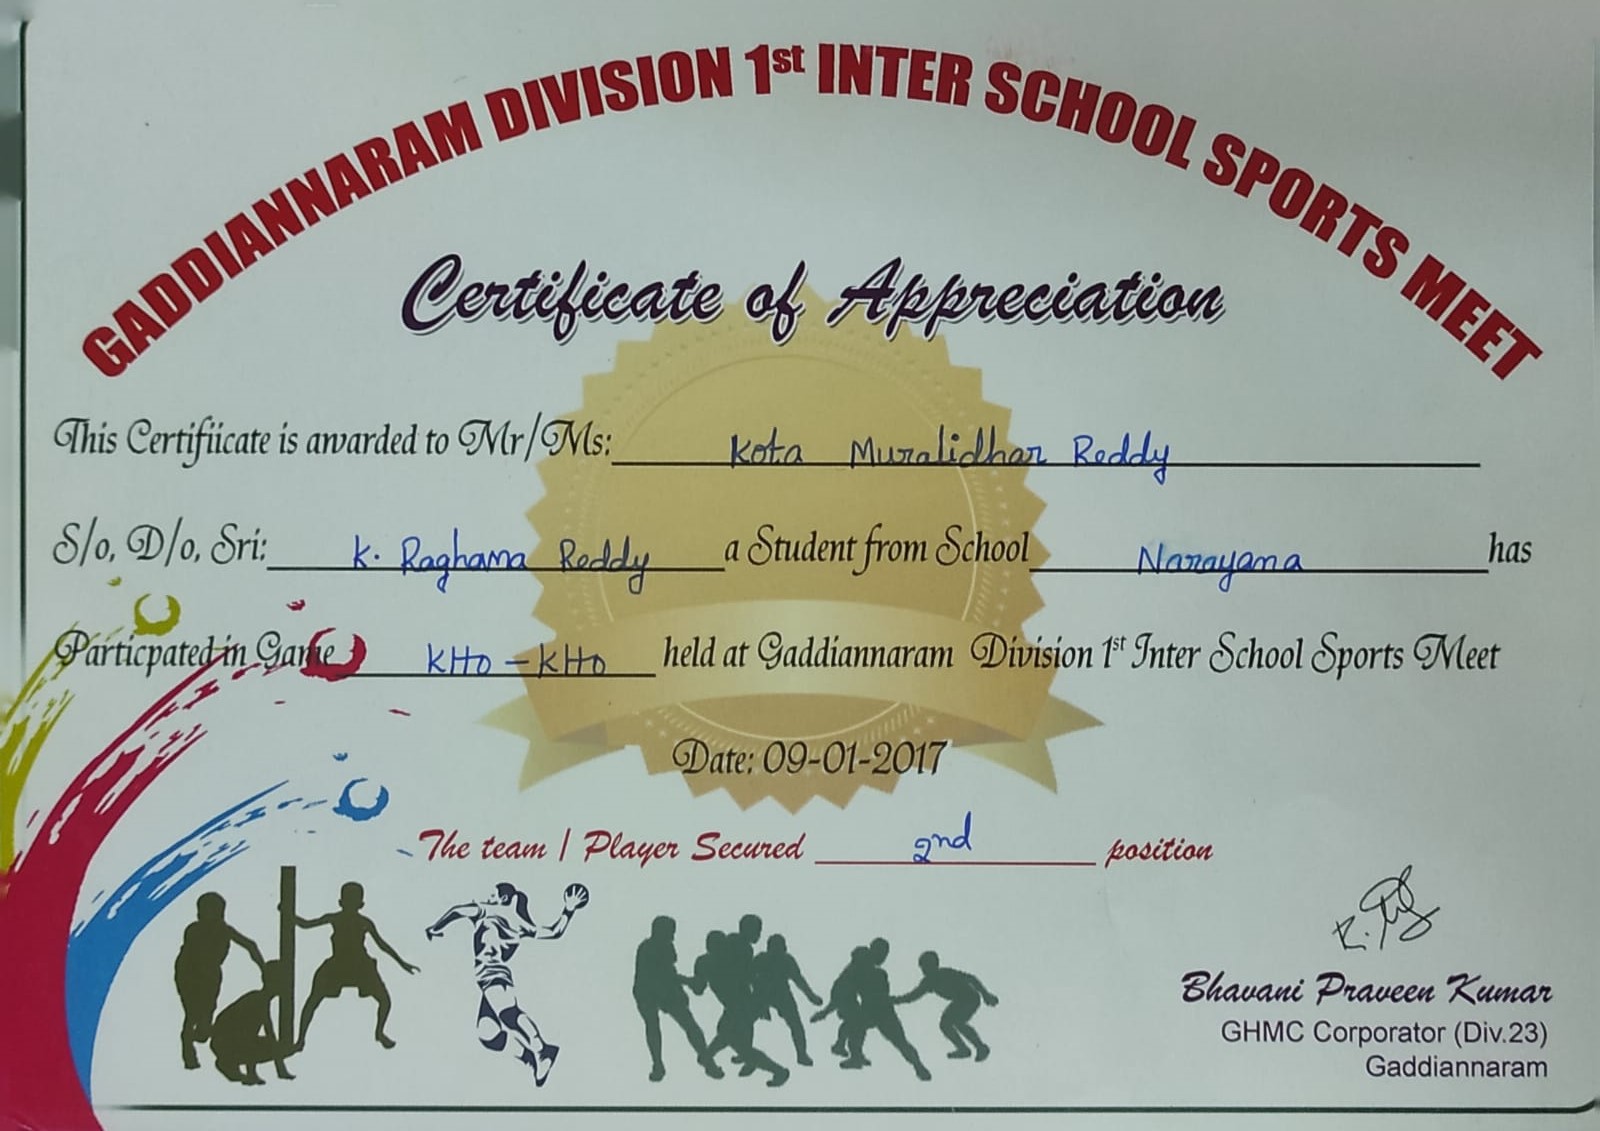 GADDIANNARAM DIVISION 1st INTER SCHOOL SPORTS MEET
Certificate of Appreciation
This Certifiicate is awarded to Mr/Ms: Kota Muralidhar Reddy
S/o, D/o, Sri: K. Raghama Reddy a Student from School Narayana has
Particpated in Game KHo - KHo held at Gaddiannaram Division 1st Inter School Sports Meet
Date: 09-01-2017
The team / Player Secured 2nd position
Bhavani Praveen Kumar
GHMC Corporator (Div.23)
Gaddiannaram